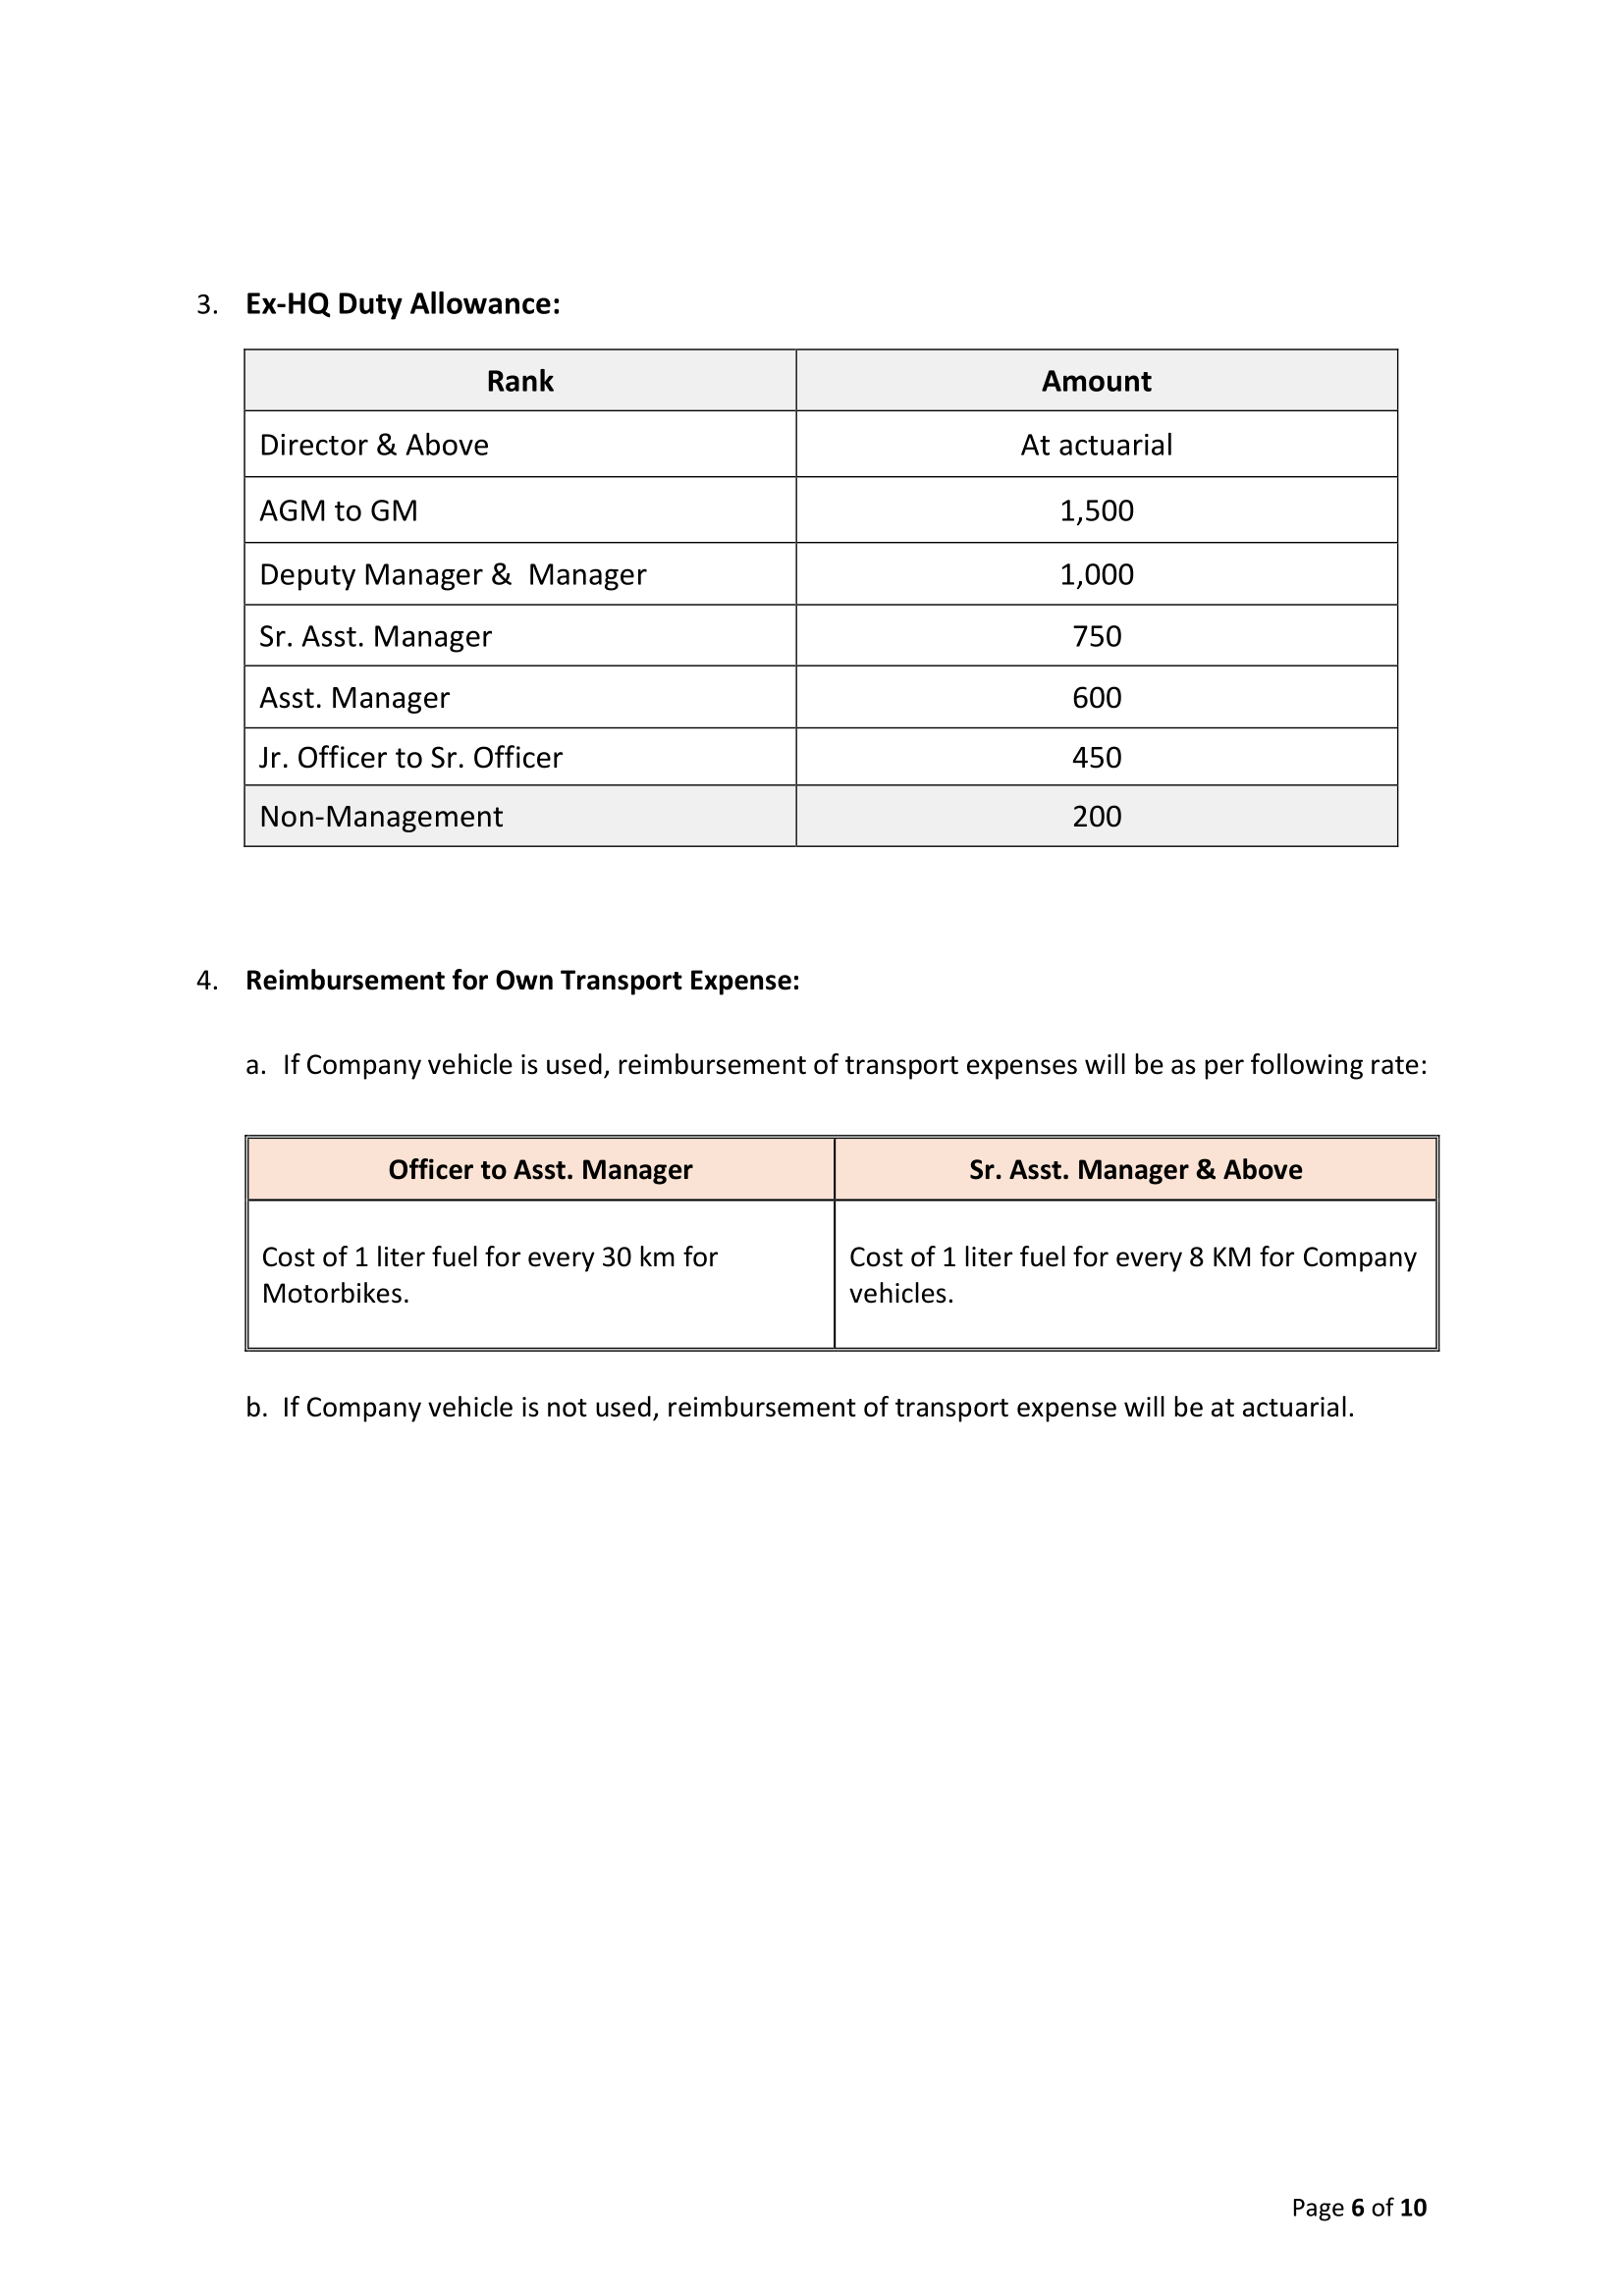 3. Ex-HQ Duty Allowance:
Rank Amount
Director & Above At actuarial
AGM to GM 1,500
Deputy Manager & Manager 1,000
Sr. Asst. Manager 750
Asst. Manager 600
Jr. Officer to Sr. Officer 450
Non-Management 200
4. Reimbursement for Own Transport Expense:
a. If Company vehicle is used, reimbursement of transport expenses will be as per following rate:
Officer to Asst. Manager Sr. Asst. Manager & Above
Cost of 1 liter fuel for every 30 km for
Motorbikes.
Cost of 1 liter fuel for every 8 KM for Company
vehicles.
b. If Company vehicle is not used, reimbursement of transport expense will be at actuarial.
Page 6 of 10